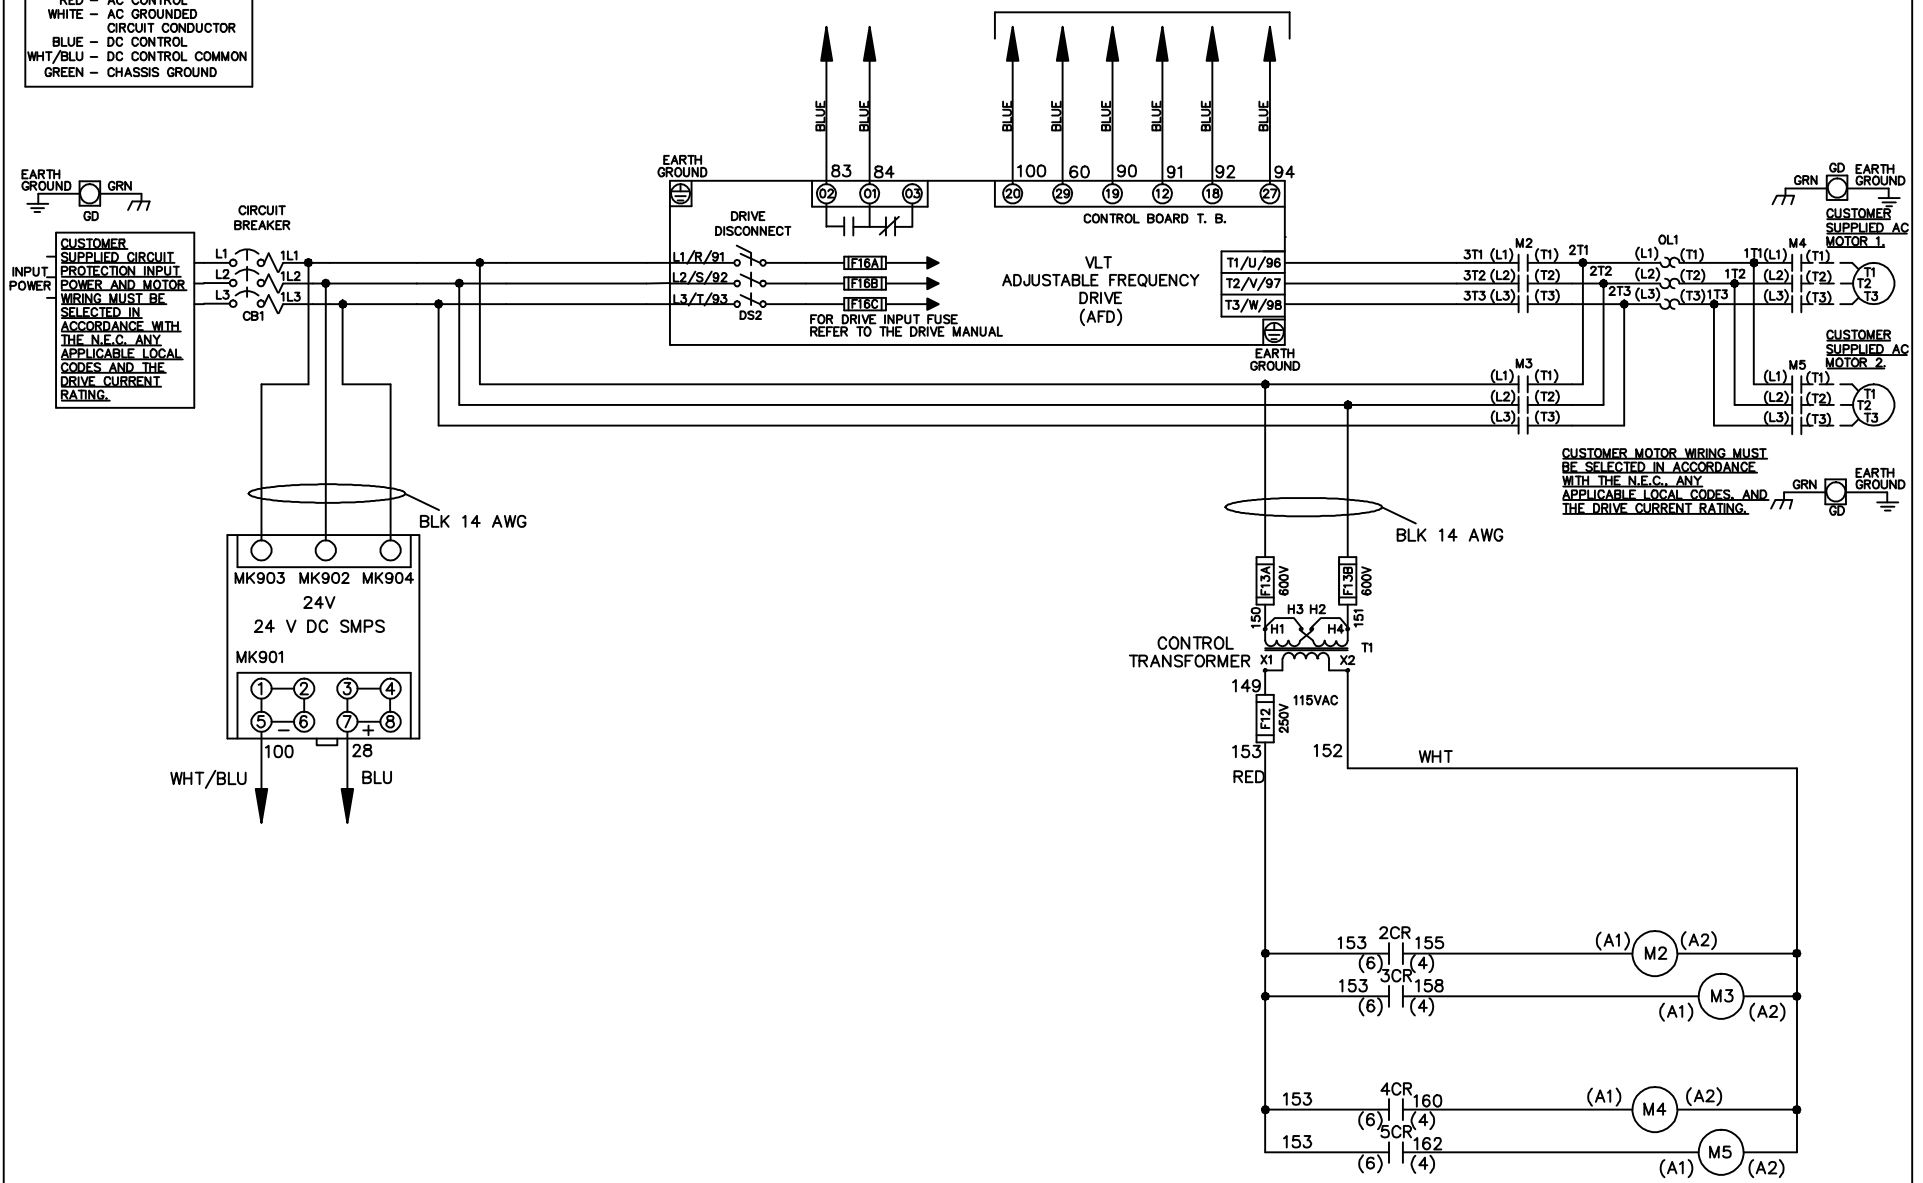 RED – AC CONTROL
WHITE – AC GROUNDED
CIRCUIT CONDUCTOR
BLUE – DC CONTROL
WHT/BLU – DC CONTROL COMMON
GREEN – CHASSIS GROUND
BLUE
BLUE
BLUE
BLUE
BLUE
BLUE
BLUE
BLUE
83
84
100
60
90
91
92
94
02
01
03
20
29
19
12
18
27
CONTROL BOARD T. B.
EARTH
GROUND
GRN
GD
CIRCUIT
BREAKER
EARTH
GROUND
DRIVE
DISCONNECT
INPUT
POWER
CUSTOMER
SUPPLIED CIRCUIT
PROTECTION INPUT
POWER AND MOTOR
WIRING MUST BE
SELECTED IN
ACCORDANCE WITH
THE N.E.C. ANY
APPLICABLE LOCAL
CODES AND THE
DRIVE CURRENT
RATING.
L1
1L1
L2
1L2
L3
1L3
CB1
L1/R/91
L2/S/92
L3/T/93
DS2
F16A
F16B
F16C
FOR DRIVE INPUT FUSE
REFER TO THE DRIVE MANUAL
VLT
ADJUSTABLE FREQUENCY
DRIVE
(AFD)
T1/U/96
T2/V/97
T3/W/98
EARTH
GROUND
M2
3T1 (L1) (T1) 2T1
3T2 (L2) (T2) 2T2
3T3 (L3) (T3) 2T3
OL1
(L1) (T1) 1T1
(L2) (T2) 1T2
(L3) (T3) 1T3
M4
(L1) (T1)
(L2) (T2)
(L3) (T3)
T1
T2
T3
GD
GRN
EARTH
GROUND
CUSTOMER
SUPPLIED AC
MOTOR 1.
M3
(L1) (T1)
(L2) (T2)
(L3) (T3)
CUSTOMER
SUPPLIED AC
MOTOR 2.
M5
(L1) (T1)
(L2) (T2)
(L3) (T3)
T1
T2
T3
CUSTOMER MOTOR WIRING MUST
BE SELECTED IN ACCORDANCE
WITH THE N.E.C., ANY
APPLICABLE LOCAL CODES, AND
THE DRIVE CURRENT RATING.
GRN
GD
EARTH
GROUND
BLK 14 AWG
MK903 MK902 MK904
24V
24 V DC SMPS
MK901
1 2 3 4
5 – 6 7 + 8
100
28
WHT/BLU
BLU
BLK 14 AWG
F13A
600V
F13B
600V
150
151
H3 H2
H1
H4
T1
CONTROL
TRANSFORMER
X1
X2
149
115VAC
F12
250V
153
152
RED
WHT
2CR
153 155 (A1) M2 (A2)
(6) (4)
3CR
153 158 M3
(6) (4) (A1) (A2)
4CR
153 160 (A1) M4 (A2)
(6) (4)
5CR
153 162 M5
(6) (4) (A1) (A2)